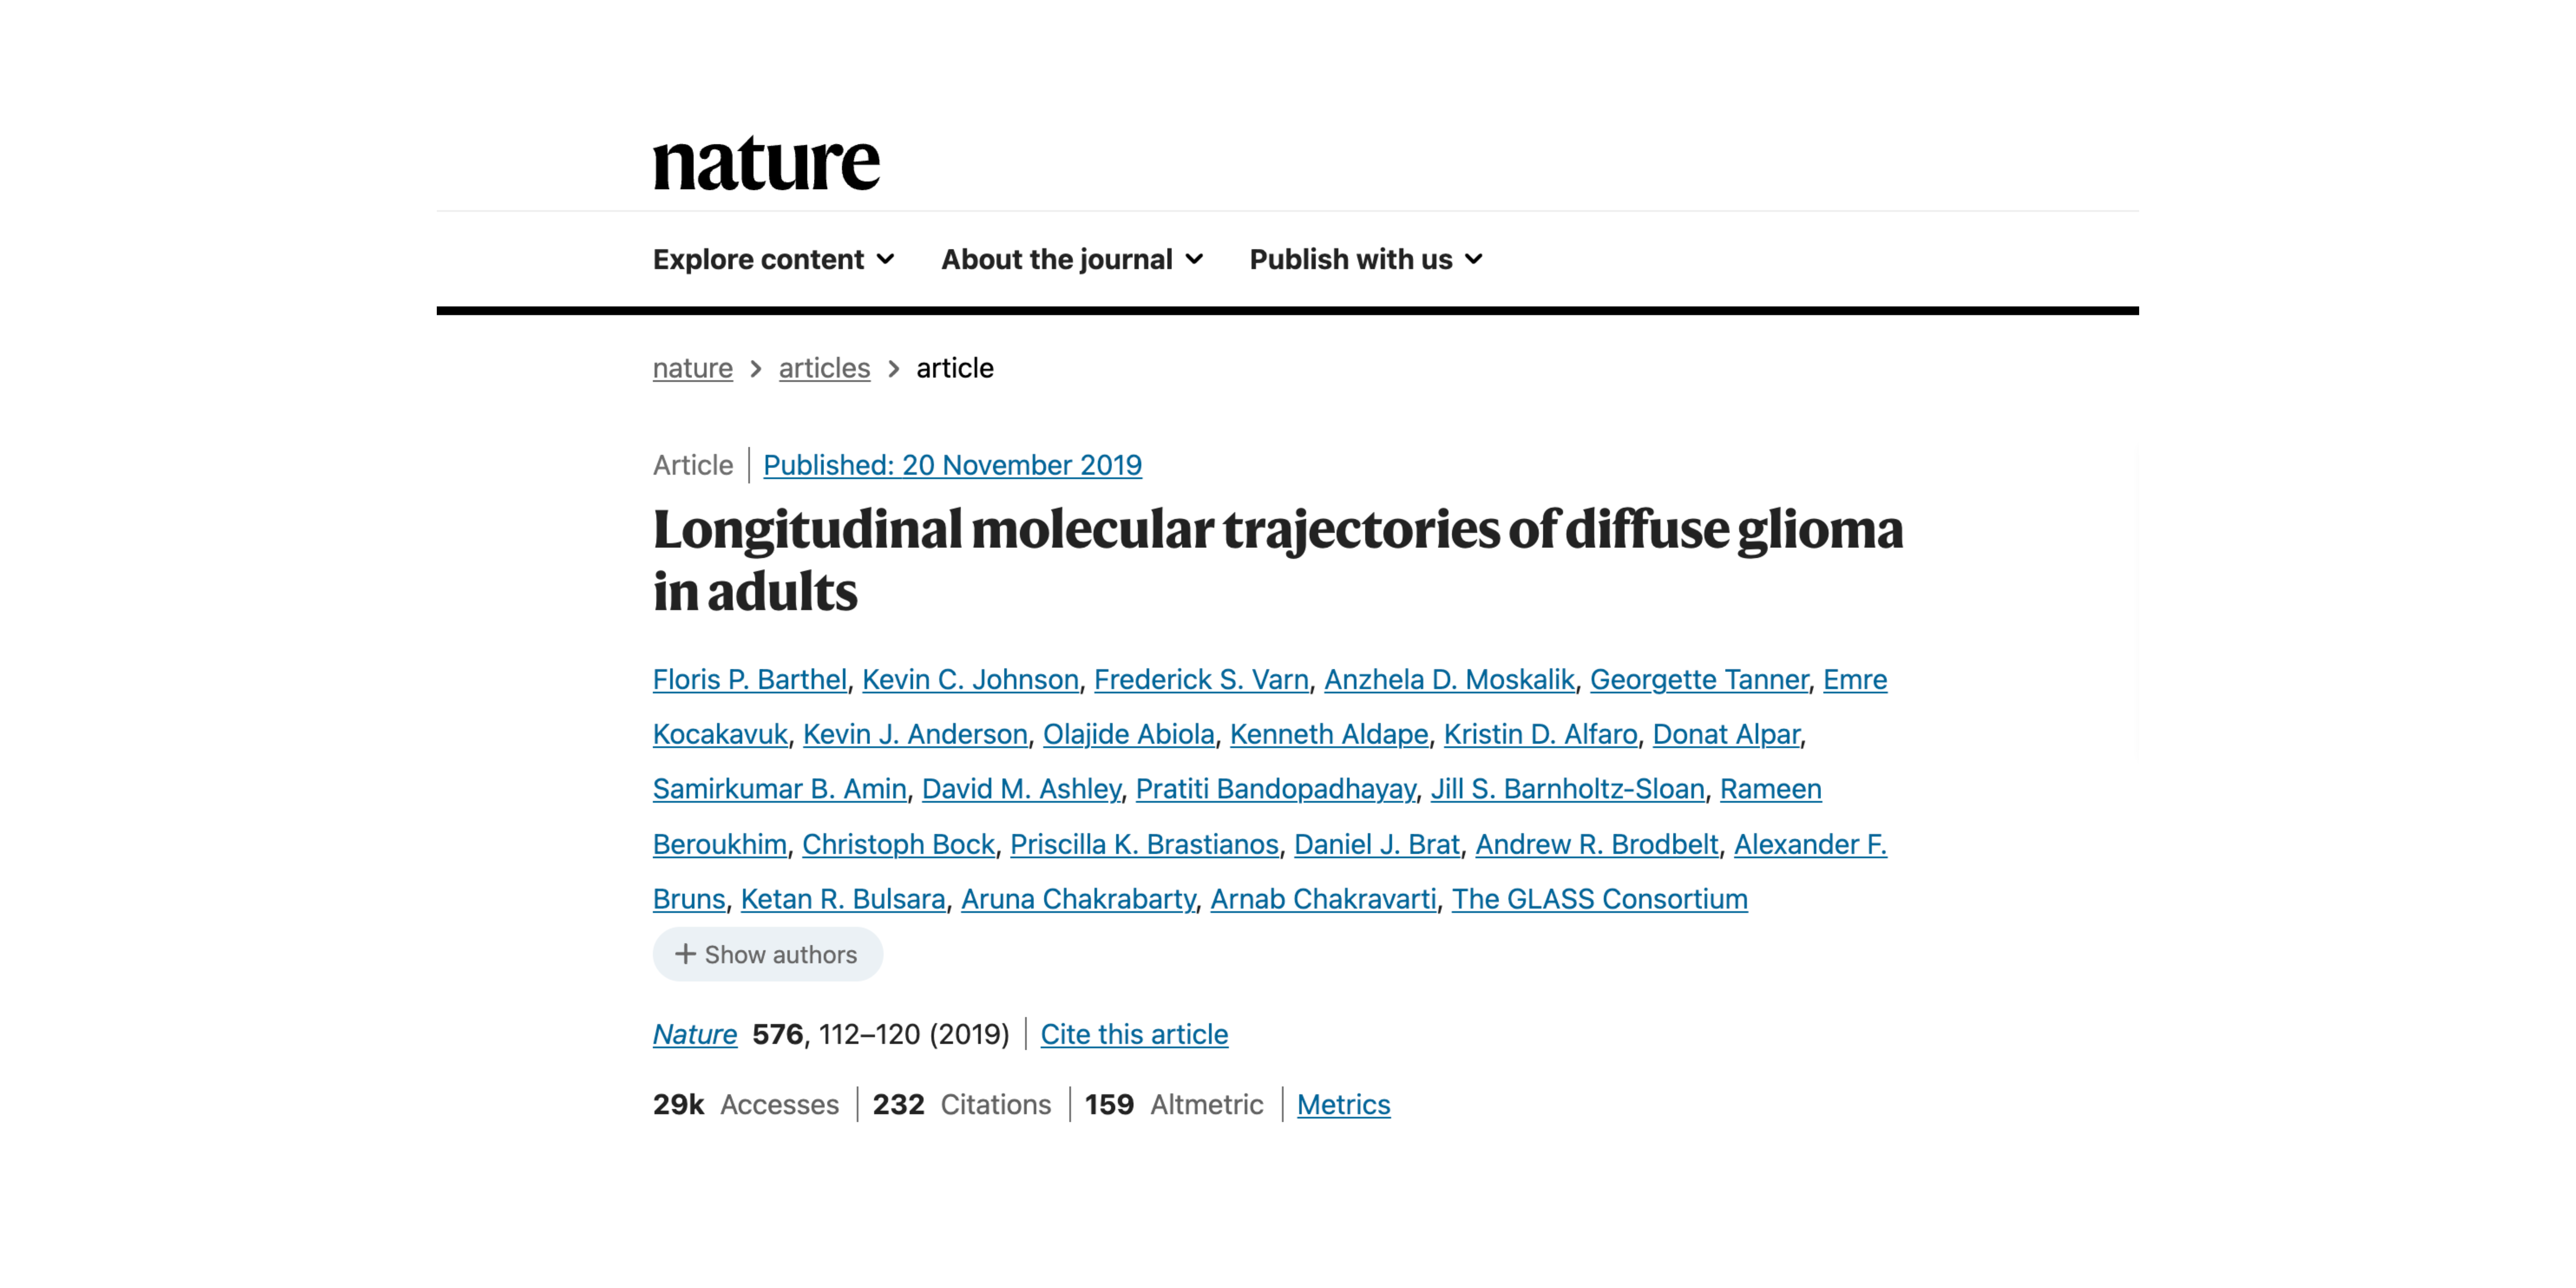 nature
Explore content About the journal Publish with us
nature > articles > article
Article | Published: 20 November 2019
Longitudinal molecular trajectories of diffuse glioma
in adults
Floris P. Barthel, Kevin C. Johnson, Frederick S. Varn, Anzhela D. Moskalik, Georgette Tanner, Emre
Kocakavuk, Kevin J. Anderson, Olajide Abiola, Kenneth Aldape, Kristin D. Alfaro, Donat Alpar,
Samirkumar B. Amin, David M. Ashley, Pratiti Bandopadhayay, Jill S. Barnholtz-Sloan, Rameen
Beroukhim, Christoph Bock, Priscilla K. Brastianos, Daniel J. Brat, Andrew R. Brodbelt, Alexander F.
Bruns, Ketan R. Bulsara, Aruna Chakrabarty, Arnab Chakravarti, The GLASS Consortium
+ Show authors
Nature 576, 112–120 (2019) | Cite this article
29k Accesses | 232 Citations | 159 Altmetric | Metrics